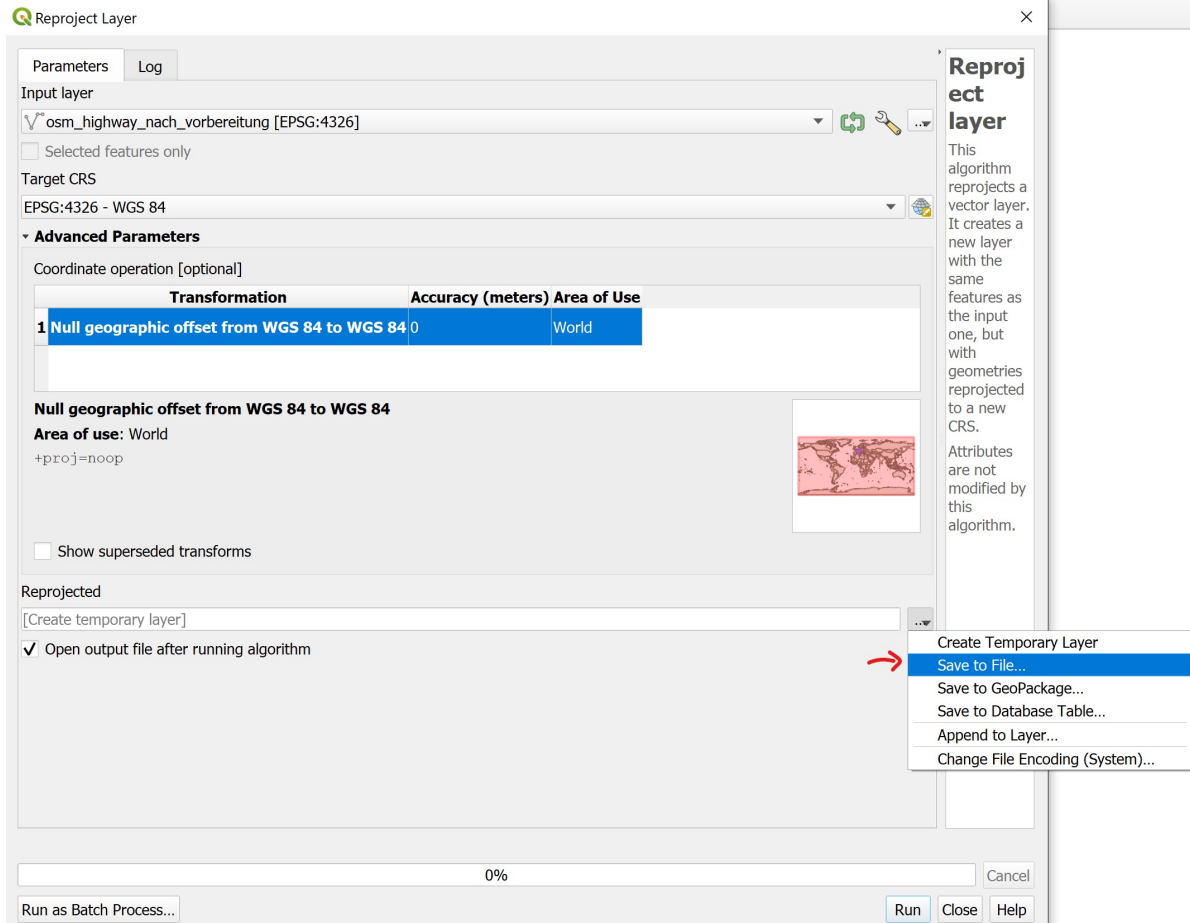 Reproject Layer
Parameters
Log
Input layer
osm_highway_nach_vorbereitung [EPSG:4326]
Selected features only
Target CRS
EPSG:4326 - WGS 84
Advanced Parameters
Coordinate operation [optional]
Transformation Accuracy (meters) Area of Use
1 Null geographic offset from WGS 84 to WGS 84 0 World
Null geographic offset from WGS 84 to WGS 84
Area of use: World
+proj=noop
Show superseded transforms
Reprojected
[Create temporary layer]
Open output file after running algorithm
Create Temporary Layer
Save to File...
Save to GeoPackage...
Save to Database Table...
Append to Layer...
Change File Encoding (System)...
Reproj
ect
layer
This
algorithm
reprojects a
vector layer.
It creates a
new layer
with the
same
features as
the input
one, but
with
geometries
reprojected
to a new
CRS.
Attributes
are not
modified by
this
algorithm.
0%
Cancel
Run as Batch Process...
Run
Close
Help